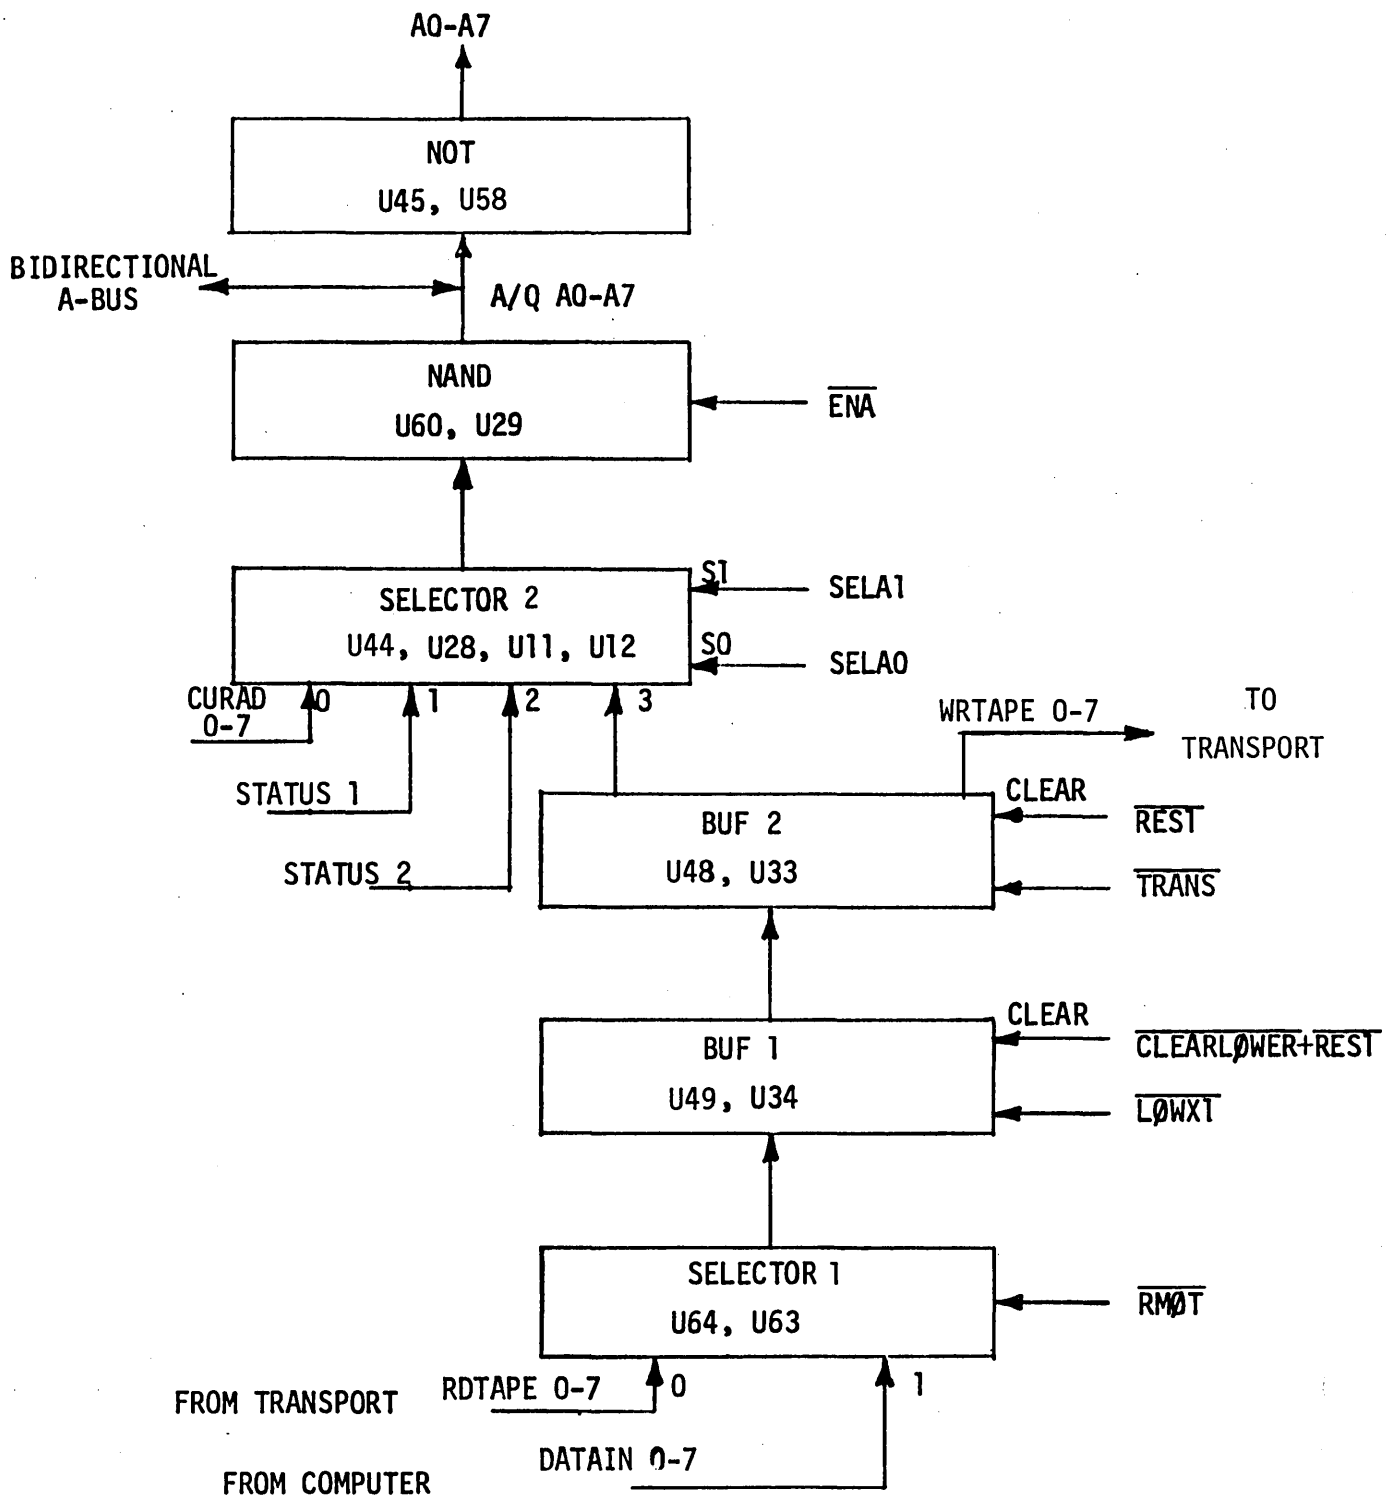 A0-A7
NOT
U45, U58
BIDIRECTIONAL
A-BUS
A/Q A0-A7
NAND
U60, U29
ENA
SELECTOR 2
U44, U28, U11, U12
S1
SELA1
S0
SELA0
CURAD
0-7
0
1
2
3
STATUS 1
STATUS 2
WRTAPE 0-7
TO
TRANSPORT
BUF 2
U48, U33
CLEAR
REST
TRANS
BUF 1
U49, U34
CLEAR
CLEARLØWER+REST
LØWX1
SELECTOR 1
U64, U63
RMØT
FROM TRANSPORT
RDTAPE 0-7
0
1
FROM COMPUTER
DATAIN 0-7